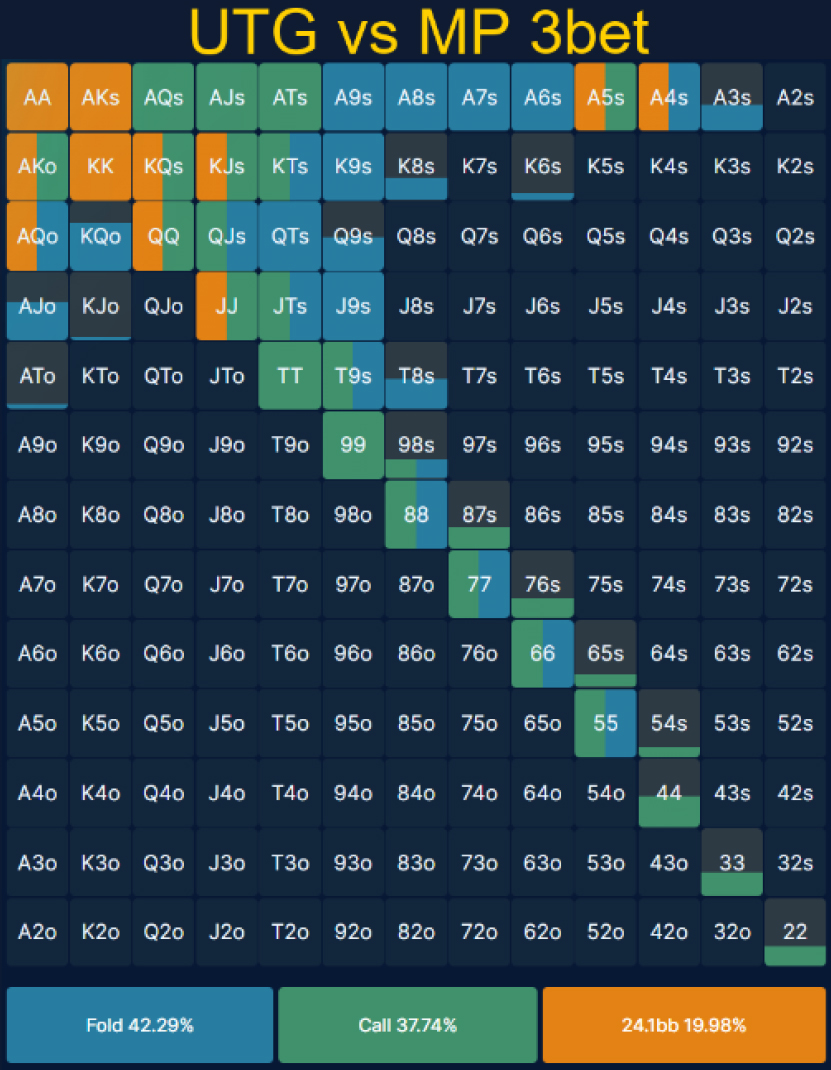 UTG vs MP 3bet
AA AKs AQs AJs ATs A9s A8s A7s A6s A5s A4s A3s A2s
AKo KK KQs KJs KTs K9s K8s K7s K6s K5s K4s K3s K2s
AQo KQo QQ QJs QTs Q9s Q8s Q7s Q6s Q5s Q4s Q3s Q2s
AJo KJo QJo JJ JTs J9s J8s J7s J6s J5s J4s J3s J2s
ATo KTo QTo JTo TT T9s T8s T7s T6s T5s T4s T3s T2s
A9o K9o Q9o J9o T9o 99 98s 97s 96s 95s 94s 93s 92s
A8o K8o Q8o J8o T8o 98o 88 87s 86s 85s 84s 83s 82s
A7o K7o Q7o J7o T7o 97o 87o 77 76s 75s 74s 73s 72s
A6o K6o Q6o J6o T6o 96o 86o 76o 66 65s 64s 63s 62s
A5o K5o Q5o J5o T5o 95o 85o 75o 65o 55 54s 53s 52s
A4o K4o Q4o J4o T4o 94o 84o 74o 64o 54o 44 43s 42s
A3o K3o Q3o J3o T3o 93o 83o 73o 63o 53o 43o 33 32s
A2o K2o Q2o J2o T2o 92o 82o 72o 62o 52o 42o 32o 22
Fold 42.29% Call 37.74% 24.1bb 19.98%